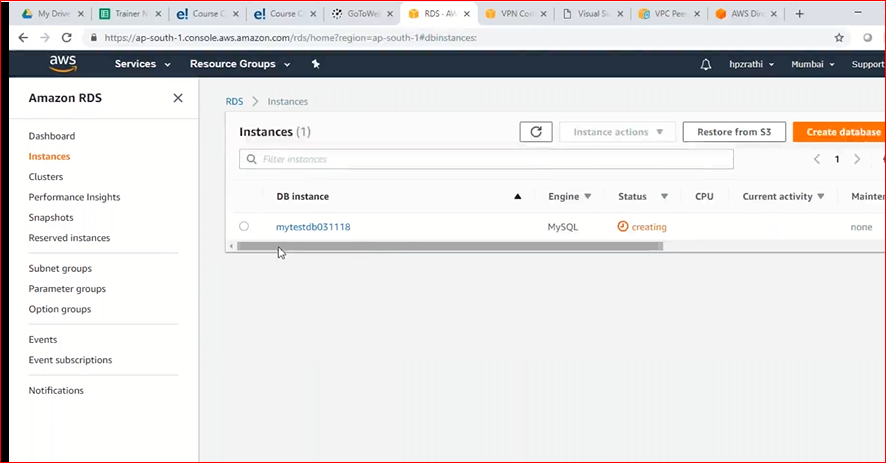 My Drive
Trainer N
Course C
Course C
GoToWeb
RDS - AW
VPN Con
Visual S
VPC Pee
AWS Dir
https://ap-south-1.console.aws.amazon.com/rds/home?region=ap-south-1#dbinstances:
aws Services Resource Groups hpzrathi Mumbai Support
Amazon RDS
Dashboard
Instances
Clusters
Performance Insights
Snapshots
Reserved instances
Subnet groups
Parameter groups
Option groups
Events
Event subscriptions
Notifications
RDS > Instances
Instances (1) Instance actions Restore from S3 Create database
Filter instances 1
DB instance Engine Status CPU Current activity Mainten
mytestdb031118 MySQL creating none